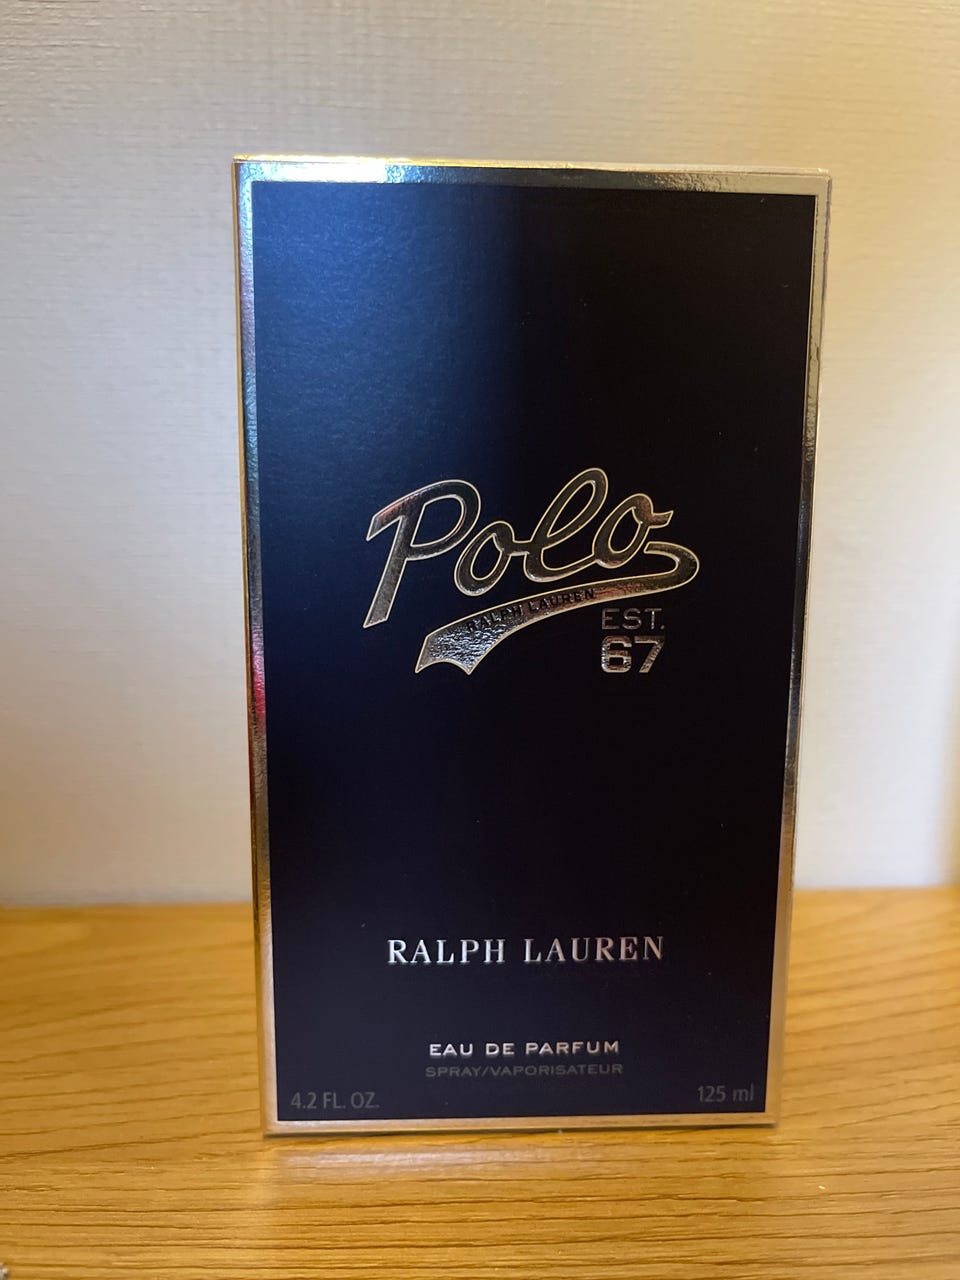 Polo
RALPH LAUREN
EST.
67
RALPH LAUREN
EAU DE PARFUM
SPRAY/VAPORISATEUR
4.2 FL. OZ. 125 ml